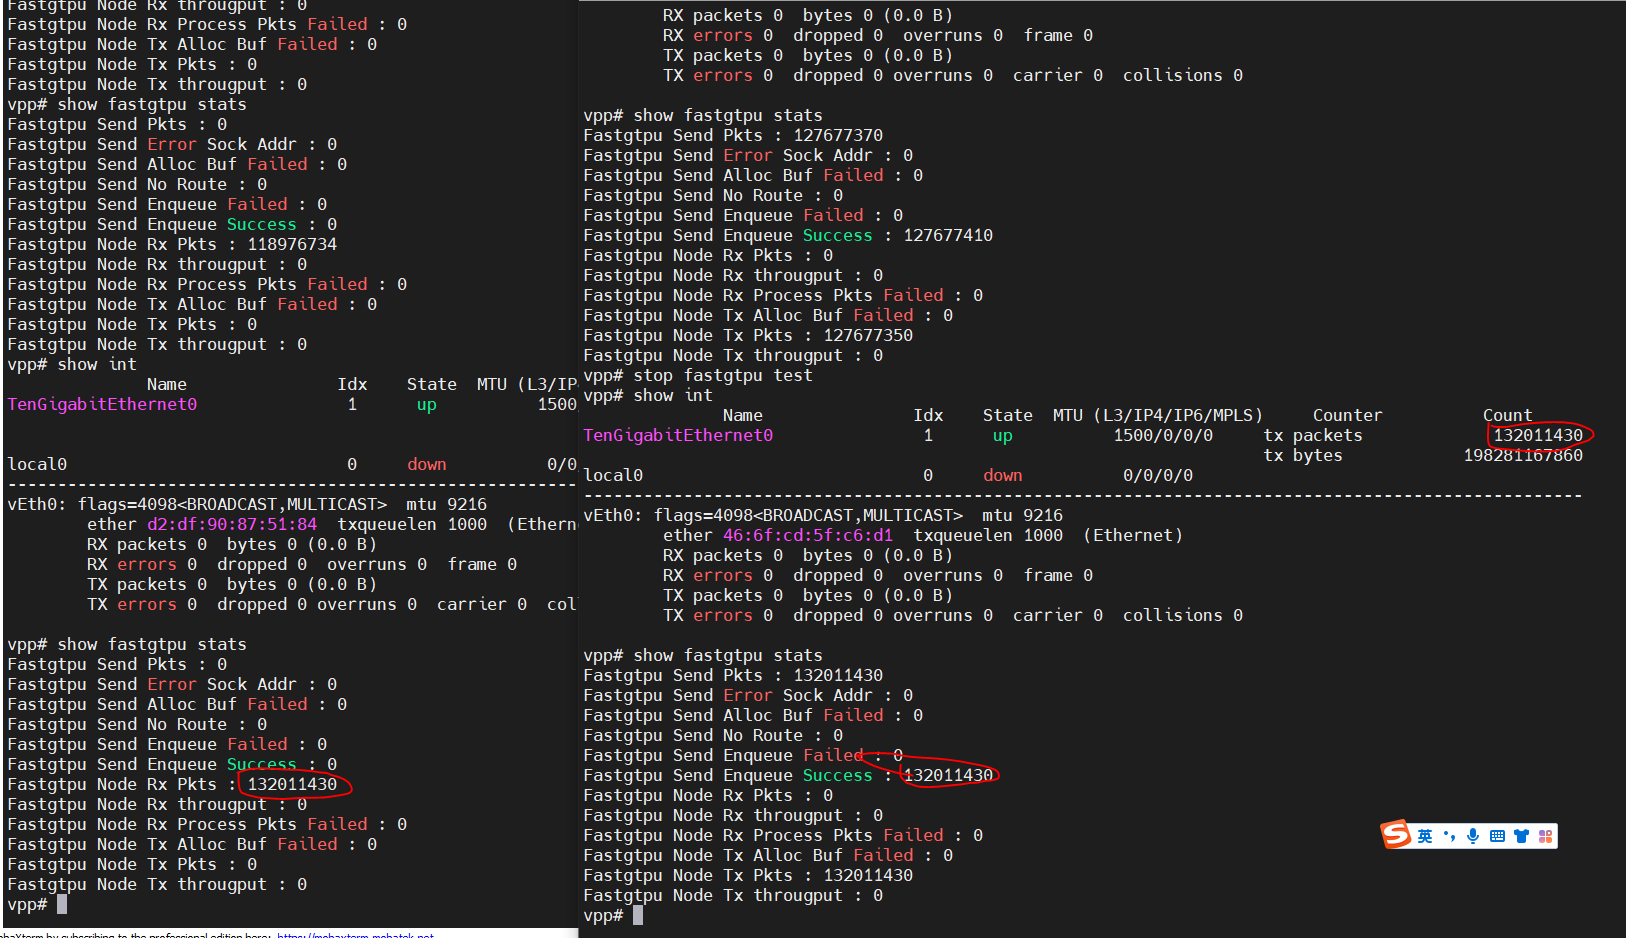 Fastgtpu Node Rx througput : 0
Fastgtpu Node Rx Process Pkts Failed : 0
Fastgtpu Node Tx Alloc Buf Failed : 0
Fastgtpu Node Tx Pkts : 0
Fastgtpu Node Tx througput : 0
vpp# show fastgtpu stats
Fastgtpu Send Pkts : 0
Fastgtpu Send Error Sock Addr : 0
Fastgtpu Send Alloc Buf Failed : 0
Fastgtpu Send No Route : 0
Fastgtpu Send Enqueue Failed : 0
Fastgtpu Send Enqueue Success : 0
Fastgtpu Node Rx Pkts : 118976734
Fastgtpu Node Rx througput : 0
Fastgtpu Node Rx Process Pkts Failed : 0
Fastgtpu Node Tx Alloc Buf Failed : 0
Fastgtpu Node Tx Pkts : 0
Fastgtpu Node Tx througput : 0
vpp# show int
Name Idx State MTU (L3/IP
TenGigabitEthernet0 1 up 1500
local0 0 down 0/0
----------------------------------------------------------
vEth0: flags=4098<BROADCAST,MULTICAST> mtu 9216
ether d2:df:90:87:51:84 txqueuelen 1000 (Ethern
RX packets 0 bytes 0 (0.0 B)
RX errors 0 dropped 0 overruns 0 frame 0
TX packets 0 bytes 0 (0.0 B)
TX errors 0 dropped 0 overruns 0 carrier 0 col
vpp# show fastgtpu stats
Fastgtpu Send Pkts : 0
Fastgtpu Send Error Sock Addr : 0
Fastgtpu Send Alloc Buf Failed : 0
Fastgtpu Send No Route : 0
Fastgtpu Send Enqueue Failed : 0
Fastgtpu Send Enqueue Success : 0
Fastgtpu Node Rx Pkts : 132011430
Fastgtpu Node Rx througput : 0
Fastgtpu Node Rx Process Pkts Failed : 0
Fastgtpu Node Tx Alloc Buf Failed : 0
Fastgtpu Node Tx Pkts : 0
Fastgtpu Node Tx througput : 0
vpp#
by subscribing to the professional edition here: https://mobaxterm.mobatek.net
RX packets 0 bytes 0 (0.0 B)
RX errors 0 dropped 0 overruns 0 frame 0
TX packets 0 bytes 0 (0.0 B)
TX errors 0 dropped 0 overruns 0 carrier 0 collisions 0
vpp# show fastgtpu stats
Fastgtpu Send Pkts : 127677370
Fastgtpu Send Error Sock Addr : 0
Fastgtpu Send Alloc Buf Failed : 0
Fastgtpu Send No Route : 0
Fastgtpu Send Enqueue Failed : 0
Fastgtpu Send Enqueue Success : 127677410
Fastgtpu Node Rx Pkts : 0
Fastgtpu Node Rx througput : 0
Fastgtpu Node Rx Process Pkts Failed : 0
Fastgtpu Node Tx Alloc Buf Failed : 0
Fastgtpu Node Tx Pkts : 127677350
Fastgtpu Node Tx througput : 0
vpp# stop fastgtpu test
vpp# show int
Name Idx State MTU (L3/IP4/IP6/MPLS) Counter Count
TenGigabitEthernet0 1 up 1500/0/0/0 tx packets 132011430
tx bytes 198281167860
local0 0 down 0/0/0/0
----------------------------------------------------------------------------------------------------
vEth0: flags=4098<BROADCAST,MULTICAST> mtu 9216
ether 46:6f:cd:5f:c6:d1 txqueuelen 1000 (Ethernet)
RX packets 0 bytes 0 (0.0 B)
RX errors 0 dropped 0 overruns 0 frame 0
TX packets 0 bytes 0 (0.0 B)
TX errors 0 dropped 0 overruns 0 carrier 0 collisions 0
vpp# show fastgtpu stats
Fastgtpu Send Pkts : 132011430
Fastgtpu Send Error Sock Addr : 0
Fastgtpu Send Alloc Buf Failed : 0
Fastgtpu Send No Route : 0
Fastgtpu Send Enqueue Failed : 0
Fastgtpu Send Enqueue Success : 132011430
Fastgtpu Node Rx Pkts : 0
Fastgtpu Node Rx througput : 0
Fastgtpu Node Rx Process Pkts Failed : 0
Fastgtpu Node Tx Alloc Buf Failed : 0
Fastgtpu Node Tx Pkts : 132011430
Fastgtpu Node Tx througput : 0
vpp#
S 英